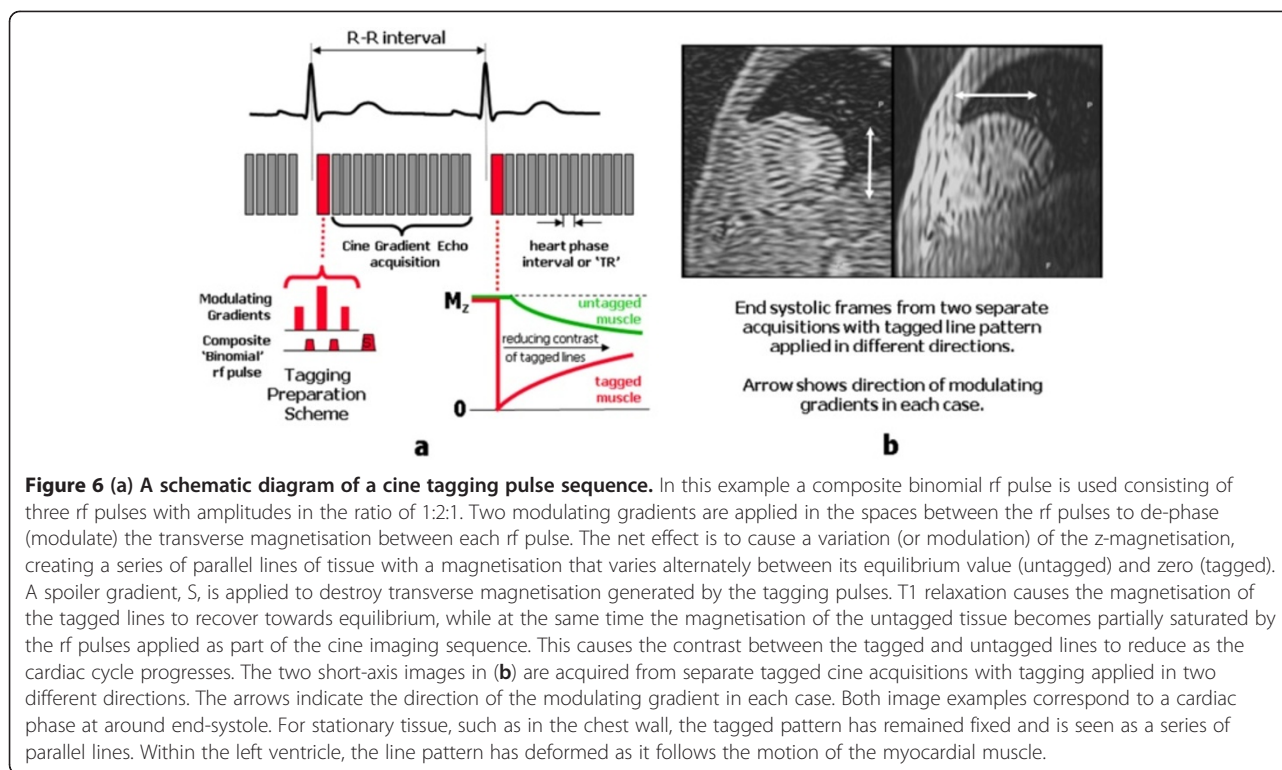 R-R interval
Cine Gradient Echo
acquisition
heart phase
interval or 'TR'
Modulating
Gradients
Composite
'Binomial'
rf pulse
S
Tagging
Preparation
Scheme
Mz
untagged
muscle
reducing contrast
of tagged lines
tagged
muscle
0
a
P
P
P
End systolic frames from two separate
acquisitions with tagged line pattern
applied in different directions.
Arrow shows direction of modulating
gradients in each case.
b
Figure 6 (a) A schematic diagram of a cine tagging pulse sequence. In this example a composite binomial rf pulse is used consisting of
three rf pulses with amplitudes in the ratio of 1:2:1. Two modulating gradients are applied in the spaces between the rf pulses to de-phase
(modulate) the transverse magnetisation between each rf pulse. The net effect is to cause a variation (or modulation) of the z-magnetisation,
creating a series of parallel lines of tissue with a magnetisation that varies alternately between its equilibrium value (untagged) and zero (tagged).
A spoiler gradient, S, is applied to destroy transverse magnetisation generated by the tagging pulses. T1 relaxation causes the magnetisation of
the tagged lines to recover towards equilibrium, while at the same time the magnetisation of the untagged tissue becomes partially saturated by
the rf pulses applied as part of the cine imaging sequence. This causes the contrast between the tagged and untagged lines to reduce as the
cardiac cycle progresses. The two short-axis images in (b) are acquired from separate tagged cine acquisitions with tagging applied in two
different directions. The arrows indicate the direction of the modulating gradient in each case. Both image examples correspond to a cardiac
phase at around end-systole. For stationary tissue, such as in the chest wall, the tagged pattern has remained fixed and is seen as a series of
parallel lines. Within the left ventricle, the line pattern has deformed as it follows the motion of the myocardial muscle.